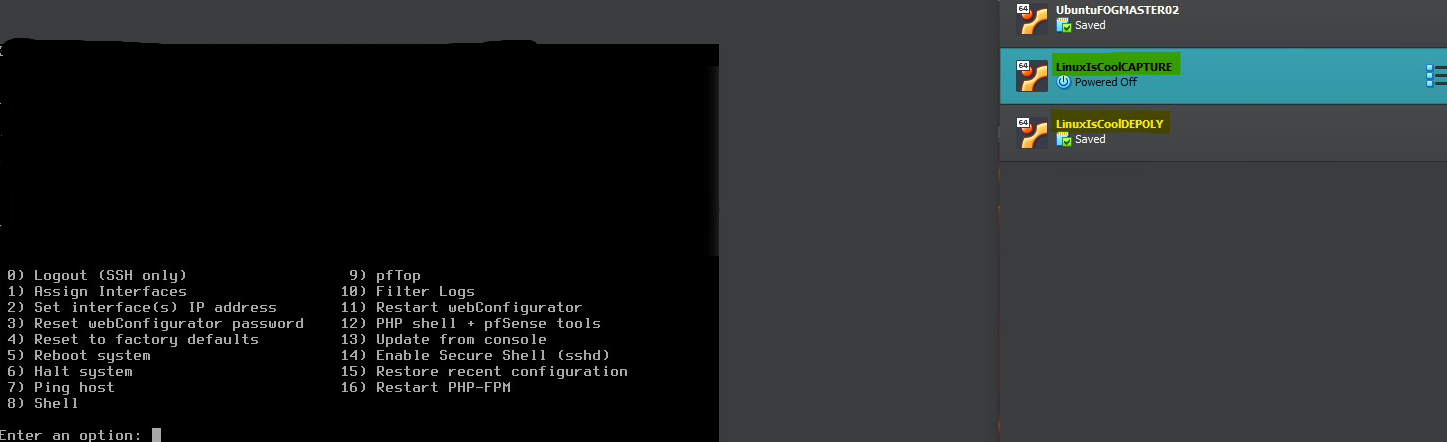 0) Logout (SSH only) 9) pfTop
1) Assign Interfaces 10) Filter Logs
2) Set interface(s) IP address 11) Restart webConfigurator
3) Reset webConfigurator password 12) PHP shell + pfSense tools
4) Reset to factory defaults 13) Update from console
5) Reboot system 14) Enable Secure Shell (sshd)
6) Halt system 15) Restore recent configuration
7) Ping host 16) Restart PHP-FPM
8) Shell
Enter an option:
64
UbuntuFOGMASTER02
Saved
64
LinuxIsCoolCAPTURE
Powered Off
64
LinuxIsCoolDEPOLY
Saved